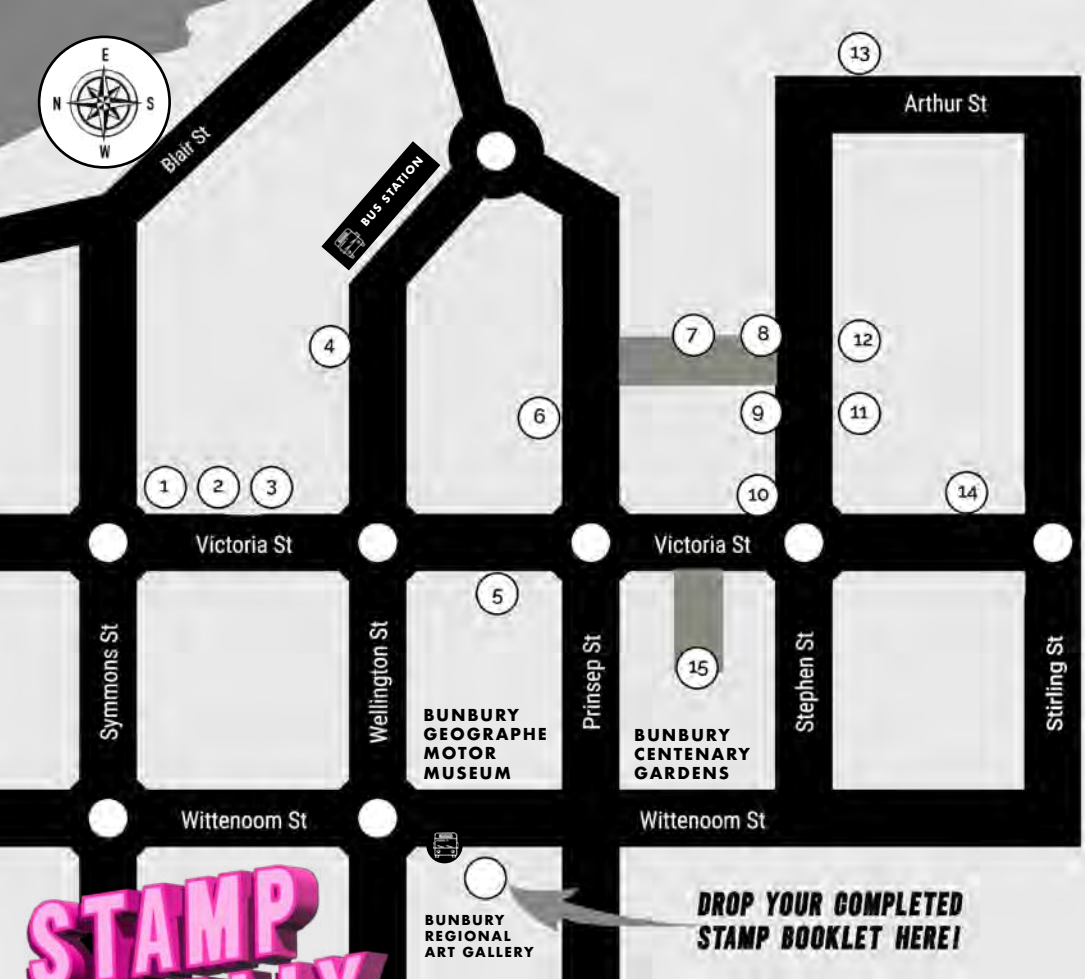 E
N
S
W
Blair St
BUS STATION
13
Arthur St
4
7
8
12
6
9
11
1
2
3
10
14
Victoria St
Victoria St
5
15
Symmons St
Wellington St
Prinsep St
Stephen St
Stirling St
BUNBURY
GEOGRAPHE
MOTOR
MUSEUM
BUNBURY
CENTENARY
GARDENS
Wittenoom St
Wittenoom St
STAMP
BUNBURY
REGIONAL
ART GALLERY
DROP YOUR COMPLETED
STAMP BOOKLET HERE!